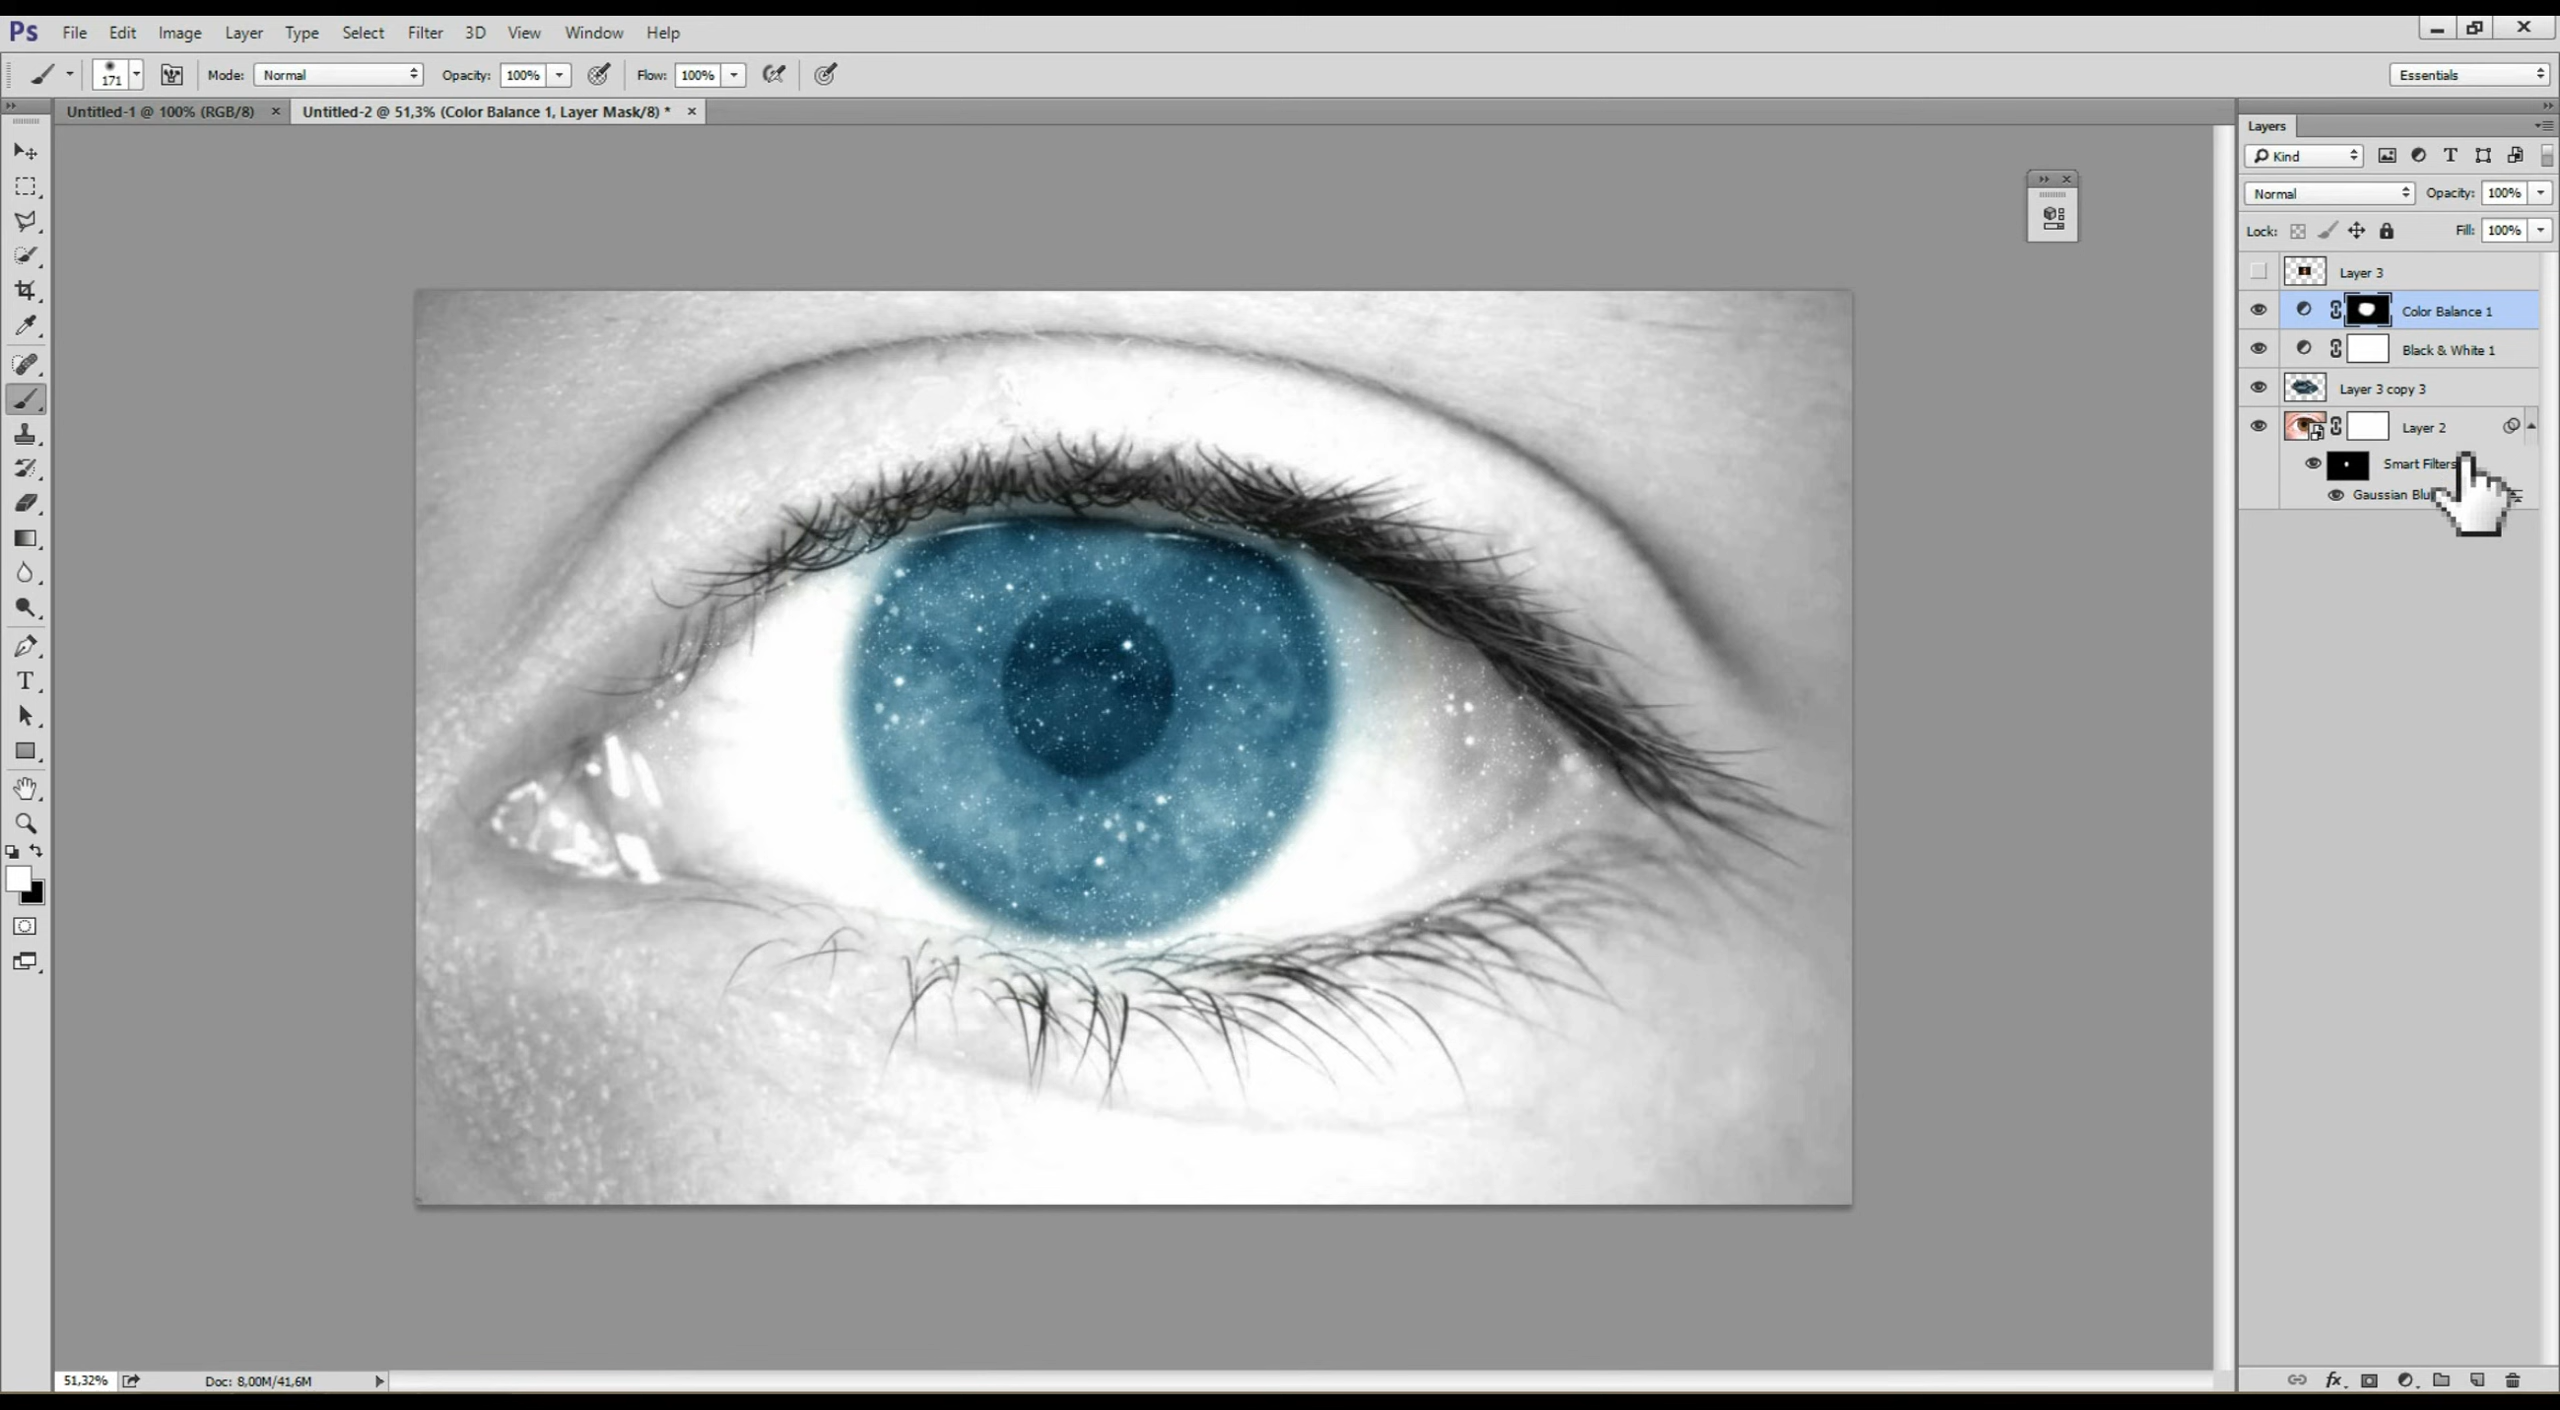 Ps File Edit Image Layer Type Select Filter 3D View Window Help
171 Mode: Normal Opacity: 100% Flow: 100% Essentials
Untitled-1 @ 100% (RGB/8) × Untitled-2 @ 51,3% (Color Balance 1, Layer Mask/8) * ×
Layers
Kind
Normal Opacity: 100%
Lock: Fill: 100%
Layer 3
Color Balance 1
Black & White 1
Layer 3 copy 3
Layer 2
Smart Filters
Gaussian Blu
51,32% Doc: 8,00M/41,6M
fx